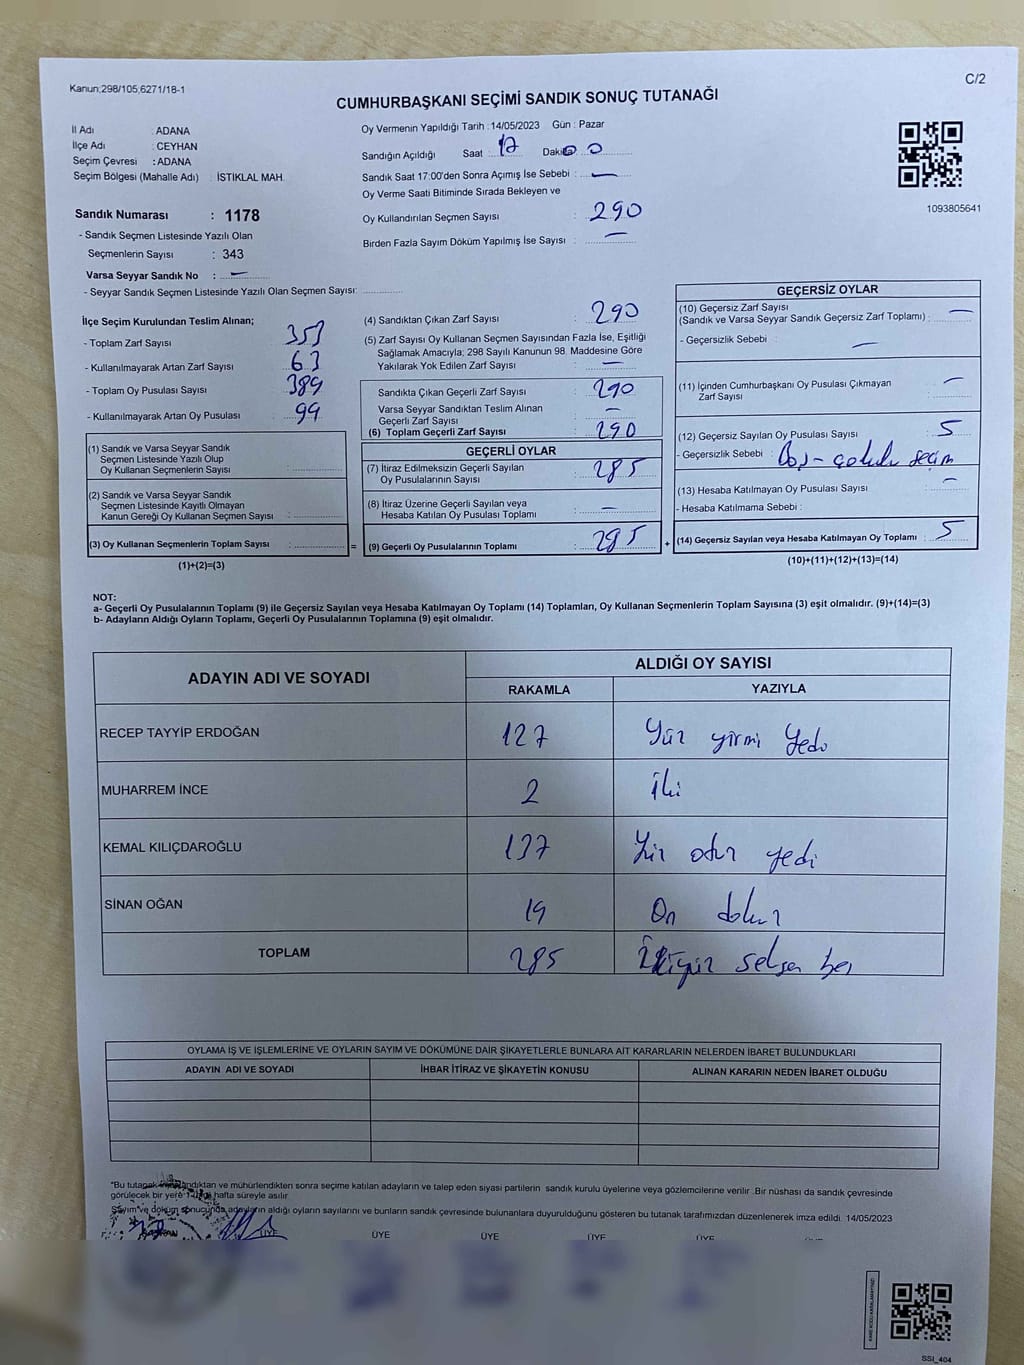 Kanun;298/105;6271/18-1
C/2
CUMHURBAŞKANI SEÇİMİ SANDIK SONUÇ TUTANAĞI
İl Adı : ADANA
İlçe Adı : CEYHAN
Seçim Çevresi : ADANA
Seçim Bölgesi (Mahalle Adı) : İSTİKLAL MAH.
Sandık Numarası : 1178
- Sandık Seçmen Listesinde Yazılı Olan
Seçmenlerin Sayısı : 343
Varsa Seyyar Sandık No : —
- Seyyar Sandık Seçmen Listesinde Yazılı Olan Seçmen Sayısı:
Oy Vermenin Yapıldığı Tarih :14/05/2023 Gün : Pazar
Sandığın Açıldığı Saat 17 Dakika 0 0
Sandık Saat 17:00'den Sonra Açımış İse Sebebi : —
Oy Verme Saati Bitiminde Sırada Bekleyen ve
Oy Kullandırılan Seçmen Sayısı : 290
Birden Fazla Sayım Döküm Yapılmış İse Sayısı : —
1093805641
İlçe Seçim Kurulundan Teslim Alınan;
- Toplam Zarf Sayısı : 353
- Kullanılmayarak Artan Zarf Sayısı : 63
- Toplam Oy Pusulası Sayısı : 389
- Kullanılmayarak Artan Oy Pusulası : 99
(1) Sandık ve Varsa Seyyar Sandık
Seçmen Listesinde Yazılı Olup
Oy Kullanan Seçmenlerin Sayısı :
(2) Sandık ve Varsa Seyyar Sandık
Seçmen Listesinde Kayıtlı Olmayan
Kanun Gereği Oy Kullanan Seçmen Sayısı :
(3) Oy Kullanan Seçmenlerin Toplam Sayısı : =
(1)+(2)=(3)
(4) Sandıktan Çıkan Zarf Sayısı : 290
(5) Zarf Sayısı Oy Kullanan Seçmen Sayısından Fazla İse, Eşitliği
Sağlamak Amacıyla; 298 Sayılı Kanunun 98. Maddesine Göre
Yakılarak Yok Edilen Zarf Sayısı : —
Sandıkta Çıkan Geçerli Zarf Sayısı : 290
Varsa Seyyar Sandıktan Teslim Alınan
Geçerli Zarf Sayısı : —
(6) Toplam Geçerli Zarf Sayısı : 290
GEÇERLİ OYLAR
(7) İtiraz Edilmeksizin Geçerli Sayılan
Oy Pusulalarının Sayısı : 285
(8) İtiraz Üzerine Geçerli Sayılan veya
Hesaba Katılan Oy Pusulası Toplamı : —
(9) Geçerli Oy Pusulalarının Toplamı : 285 +
GEÇERSİZ OYLAR
(10) Geçersiz Zarf Sayısı
(Sandık ve Varsa Seyyar Sandık Geçersiz Zarf Toplamı) : —
- Geçersizlik Sebebi : —
(11) İçinden Cumhurbaşkanı Oy Pusulası Çıkmayan
Zarf Sayısı : —
(12) Geçersiz Sayılan Oy Pusulası Sayısı : 5
- Geçersizlik Sebebi : Boş - çoklu seçim
(13) Hesaba Katılmayan Oy Pusulası Sayısı : —
- Hesaba Katılmama Sebebi :
(14) Geçersiz Sayılan veya Hesaba Katılmayan Oy Toplamı : 5
(10)+(11)+(12)+(13)=(14)
NOT:
a- Geçerli Oy Pusulalarının Toplamı (9) ile Geçersiz Sayılan veya Hesaba Katılmayan Oy Toplamı (14) Toplamları, Oy Kullanan Seçmenlerin Toplam Sayısına (3) eşit olmalıdır. (9)+(14)=(3)
b- Adayların Aldığı Oyların Toplamı, Geçerli Oy Pusulalarının Toplamına (9) eşit olmalıdır.
ADAYIN ADI VE SOYADI ALDIĞI OY SAYISI
RAKAMLA YAZIYLA
RECEP TAYYİP ERDOĞAN 127 Yüz yirmi yedi
MUHARREM İNCE 2 İki
KEMAL KILIÇDAROĞLU 137 Yüz otuz yedi
SİNAN OĞAN 19 On dokuz
TOPLAM 285 İkiyüz seksen beş
OYLAMA İŞ VE İŞLEMLERİNE VE OYLARIN SAYIM VE DÖKÜMÜNE DAİR ŞİKAYETLERLE BUNLARA AİT KARARLARIN NELERDEN İBARET BULUNDUKLARI
ADAYIN ADI VE SOYADI İHBAR İTİRAZ VE ŞİKAYETİN KONUSU ALINAN KARARIN NEDEN İBARET OLDUĞU
"Bu tutanak ve mühürlendikten sonra seçime katılan adayların ve talep eden siyasi partilerin sandık kurulu üyelerine veya gözlemcilerine verilir .Bir nüshası da sandık çevresinde
görülecek bir yere hafta süreyle asılır.
Sayım ve döküm sonucunda adayların aldığı oyların sayılarını ve bunların sandık çevresinde bulunanlara duyurulduğunu gösteren bu tutanak tarafımızdan düzenlenerek imza edildi. 14/05/2023
BAŞKAN ÜYE ÜYE ÜYE ÜYE ÜYE
SSİ_404